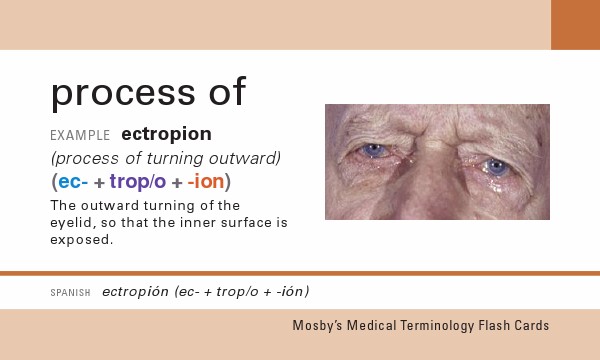 process of
EXAMPLE ectropion
(process of turning outward)
(ec- + trop/o + -ion)
The outward turning of the
eyelid, so that the inner surface is
exposed.
SPANISH ectropión (ec- + trop/o + -ión)
Mosby's Medical Terminology Flash Cards